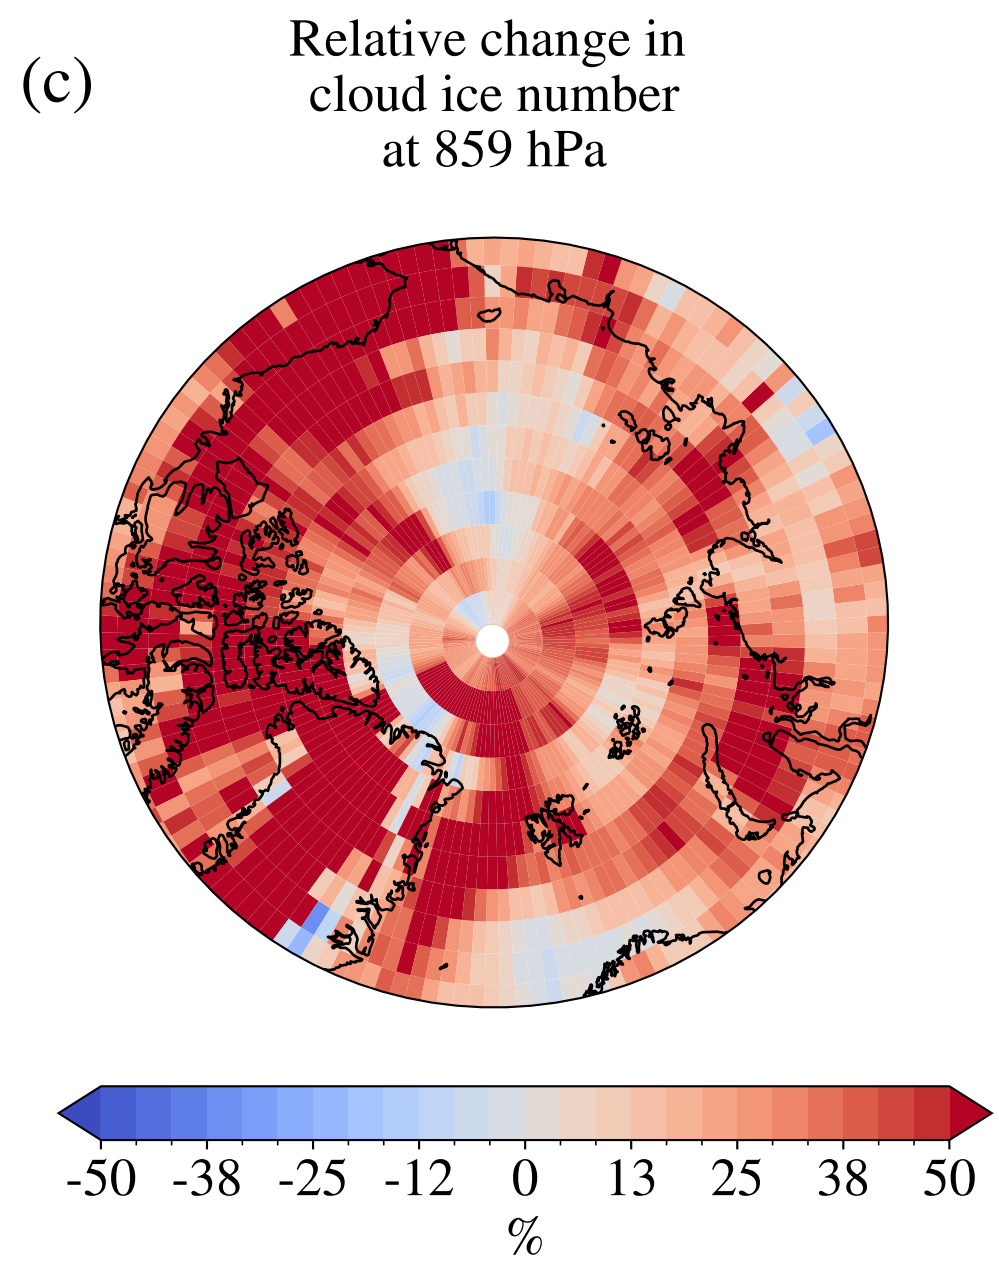 (c)
Relative change in
cloud ice number
at 859 hPa
-50 -38 -25 -12 0 13 25 38 50
%